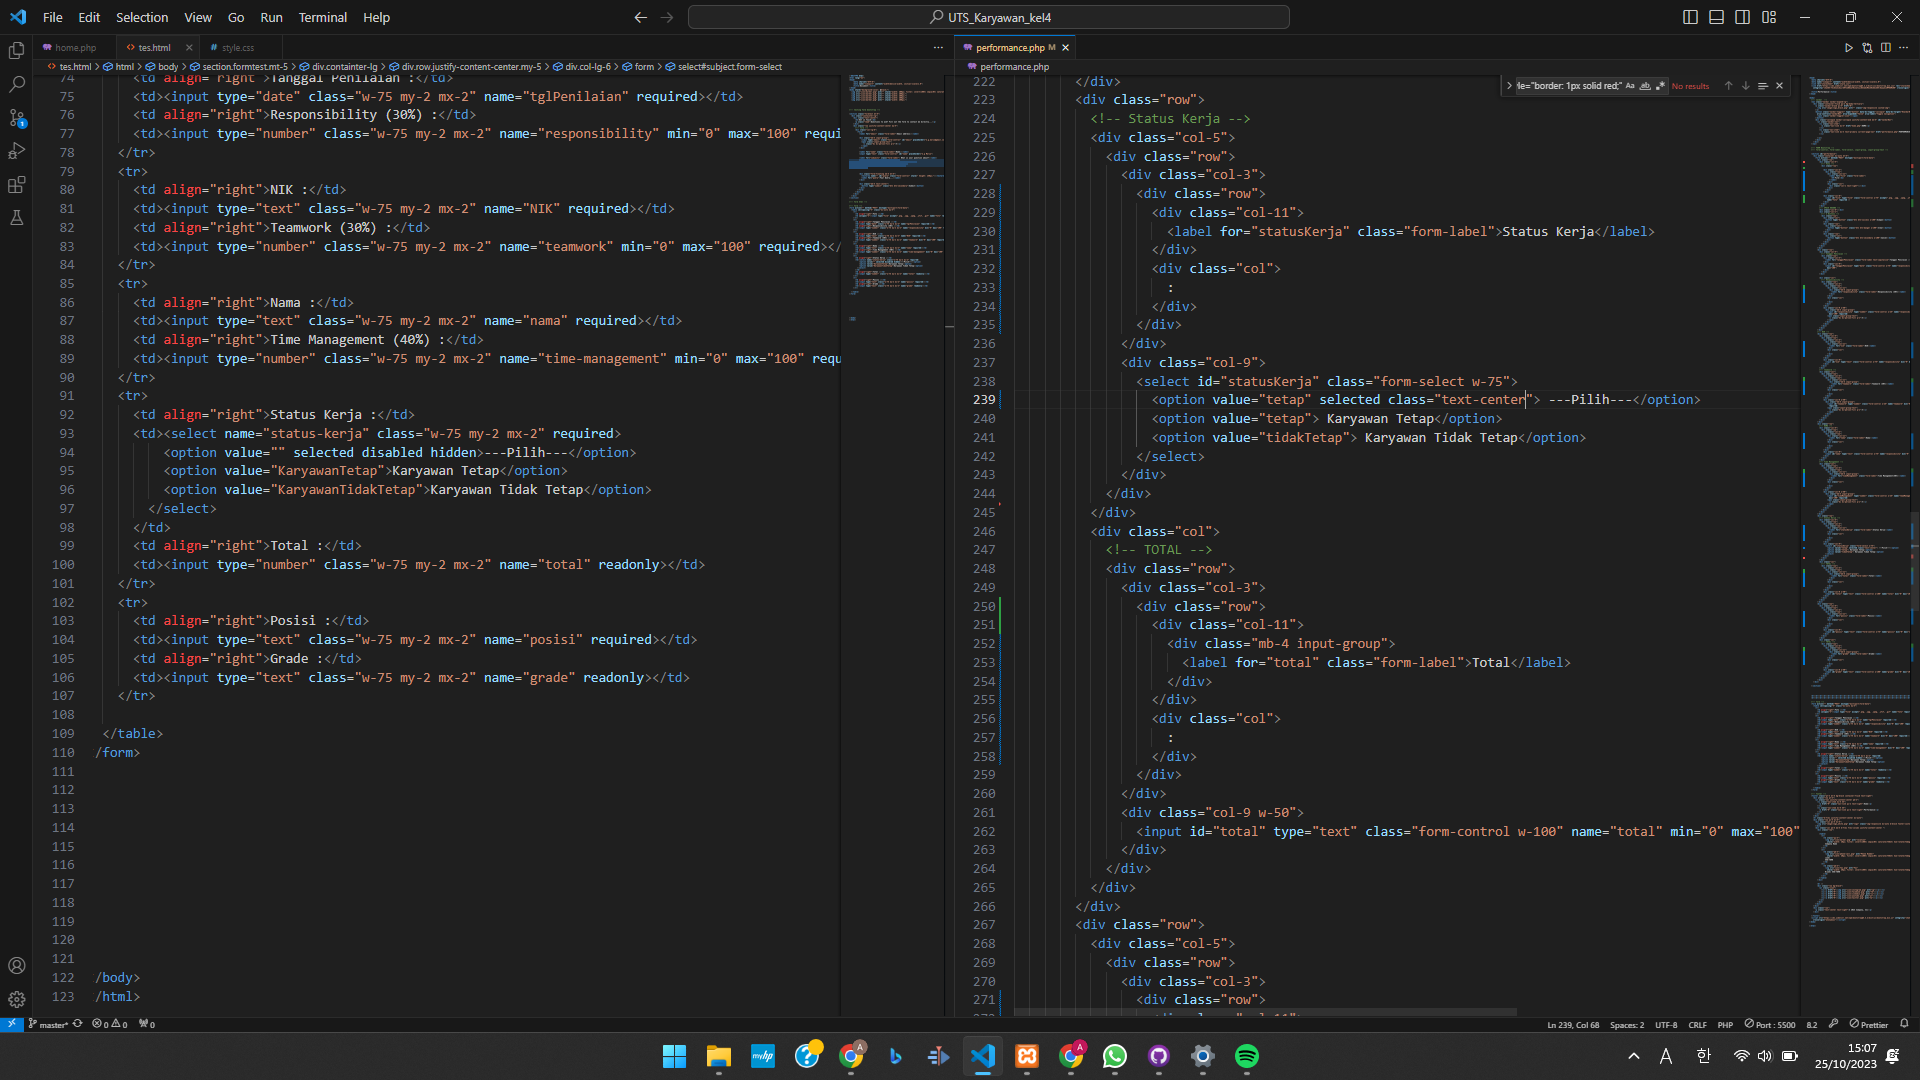 File Edit Selection View Go Run Terminal Help
UTS_Karyawan_kel4
home.php
tes.html
style.css
performance.php M
tes.html > html > body > section.formtest.mt-5 > div.containter-lg > div.row.justify-content-center.my-5 > div.col-lg-6 > form > select#subject.form-select
performance.php
74 <td align="right">Tanggal Penilaian :</td>
75 <td><input type="date" class="w-75 my-2 mx-2" name="tglPenilaian" required></td>
76 <td align="right">Responsibility (30%) :</td>
77 <td><input type="number" class="w-75 my-2 mx-2" name="responsibility" min="0" max="100" requi
78 </tr>
79 <tr>
80 <td align="right">NIK :</td>
81 <td><input type="text" class="w-75 my-2 mx-2" name="NIK" required></td>
82 <td align="right">Teamwork (30%) :</td>
83 <td><input type="number" class="w-75 my-2 mx-2" name="teamwork" min="0" max="100" required></
84 </tr>
85 <tr>
86 <td align="right">Nama :</td>
87 <td><input type="text" class="w-75 my-2 mx-2" name="nama" required></td>
88 <td align="right">Time Management (40%) :</td>
89 <td><input type="number" class="w-75 my-2 mx-2" name="time-management" min="0" max="100" requ
90 </tr>
91 <tr>
92 <td align="right">Status Kerja :</td>
93 <td><select name="status-kerja" class="w-75 my-2 mx-2" required>
94 <option value="" selected disabled hidden>---Pilih---</option>
95 <option value="KaryawanTetap">Karyawan Tetap</option>
96 <option value="KaryawanTidakTetap">Karyawan Tidak Tetap</option>
97 </select>
98 </td>
99 <td align="right">Total :</td>
100 <td><input type="number" class="w-75 my-2 mx-2" name="total" readonly></td>
101 </tr>
102 <tr>
103 <td align="right">Posisi :</td>
104 <td><input type="text" class="w-75 my-2 mx-2" name="posisi" required></td>
105 <td align="right">Grade :</td>
106 <td><input type="text" class="w-75 my-2 mx-2" name="grade" readonly></td>
107 </tr>
108
109 </table>
110 /form>
111
112
113
114
115
116
117
118
119
120
121
122 /body>
123 /html>
222 </div>
223 <div class="row">
224 <!-- Status Kerja -->
225 <div class="col-5">
226 <div class="row">
227 <div class="col-3">
228 <div class="row">
229 <div class="col-11">
230 <label for="statusKerja" class="form-label">Status Kerja</label>
231 </div>
232 <div class="col">
233 :
234 </div>
235 </div>
236 </div>
237 <div class="col-9">
238 <select id="statusKerja" class="form-select w-75">
239 <option value="tetap" selected class="text-center"> ---Pilih---</option>
240 <option value="tetap"> Karyawan Tetap</option>
241 <option value="tidakTetap"> Karyawan Tidak Tetap</option>
242 </select>
243 </div>
244 </div>
245 </div>
246 <div class="col">
247 <!-- TOTAL -->
248 <div class="row">
249 <div class="col-3">
250 <div class="row">
251 <div class="col-11">
252 <div class="mb-4 input-group">
253 <label for="total" class="form-label">Total</label>
254 </div>
255 </div>
256 <div class="col">
257 :
258 </div>
259 </div>
260 </div>
261 <div class="col-9 w-50">
262 <input id="total" type="text" class="form-control w-100" name="total" min="0" max="100"
263 </div>
264 </div>
265 </div>
266 </div>
267 <div class="row">
268 <div class="col-5">
269 <div class="row">
270 <div class="col-3">
271 <div class="row">
le="border: 1px solid red;" Aa ab No results
master* 0 0 0
Ln 239, Col 68 Spaces: 2 UTF-8 CRLF PHP Port : 5500 8.2 Prettier
A 한 15:07
25/10/2023